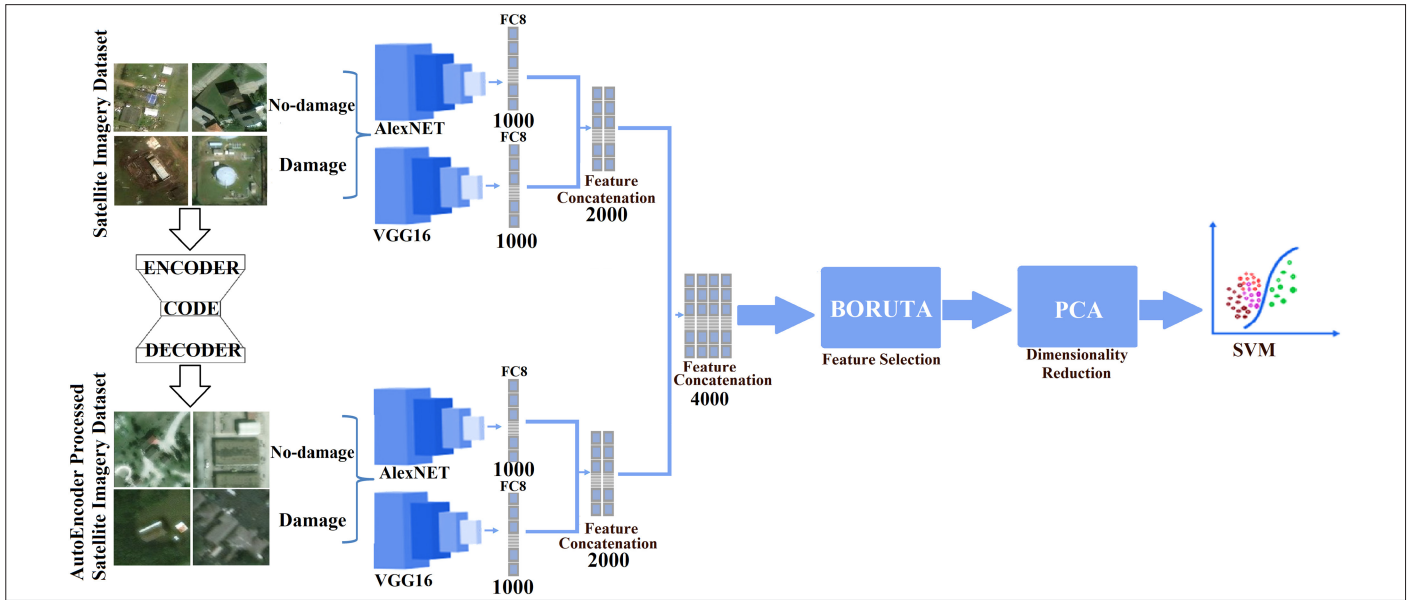 Satellite Imagery Dataset
No-damage
Damage
ENCODER
CODE
DECODER
AutoEncoder Processed
Satellite Imagery Dataset
No-damage
Damage
FC8
AlexNET
1000
FC8
VGG16
1000
Feature
Concatenation
2000
FC8
AlexNET
1000
FC8
VGG16
1000
Feature
Concatenation
2000
Feature
Concatenation
4000
BORUTA
Feature Selection
PCA
Dimensionality
Reduction
SVM